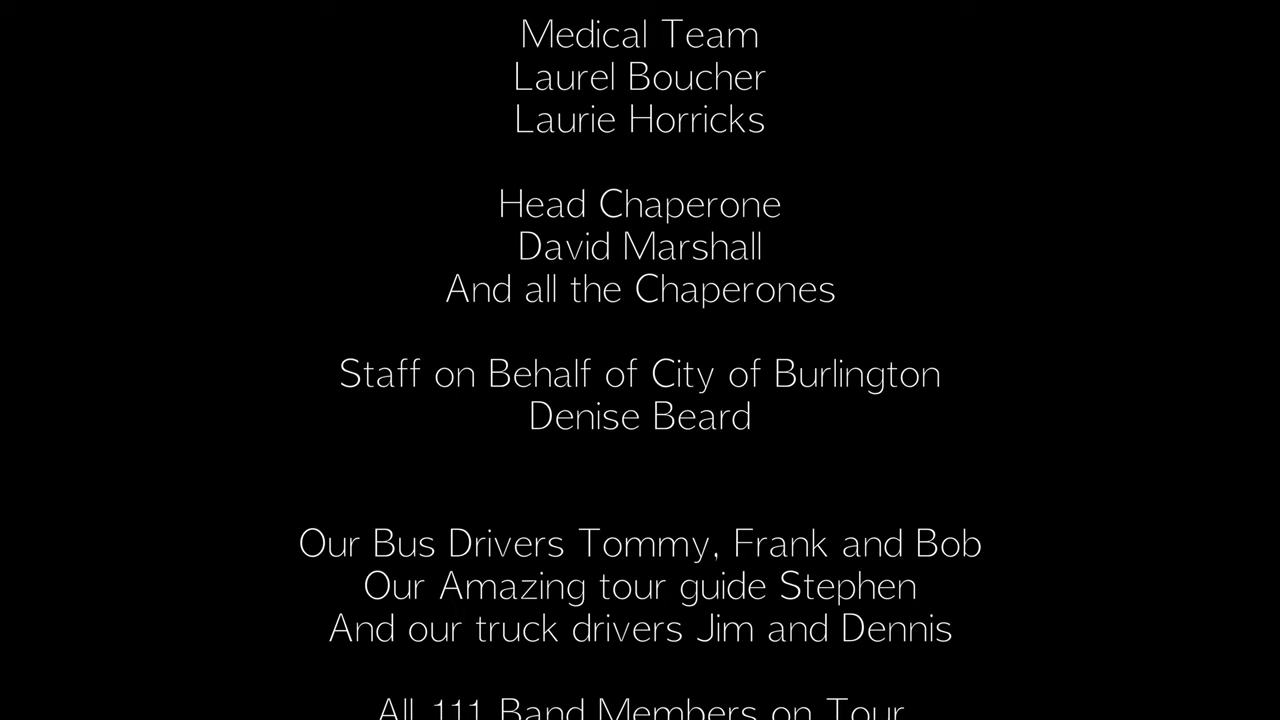 Medical Team
Laurel Boucher
Laurie Horricks
Head Chaperone
David Marshall
And all the Chaperones
Staff on Behalf of City of Burlington
Denise Beard
Our Bus Drivers Tommy, Frank and Bob
Our Amazing tour guide Stephen
And our truck drivers Jim and Dennis
All 111 Band Members on Tour